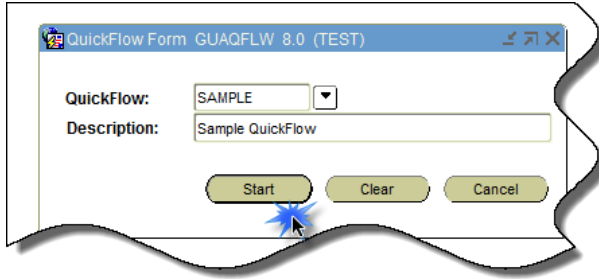 QuickFlow Form GUAQFLW 8.0 (TEST)
QuickFlow: SAMPLE
Description: Sample QuickFlow
Start Clear Cancel